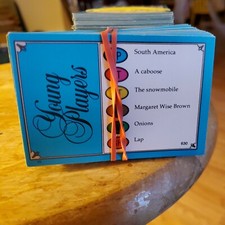 Young
Players
South America
A caboose
The snowmobile
Margaret Wise Brown
Onions
Lap